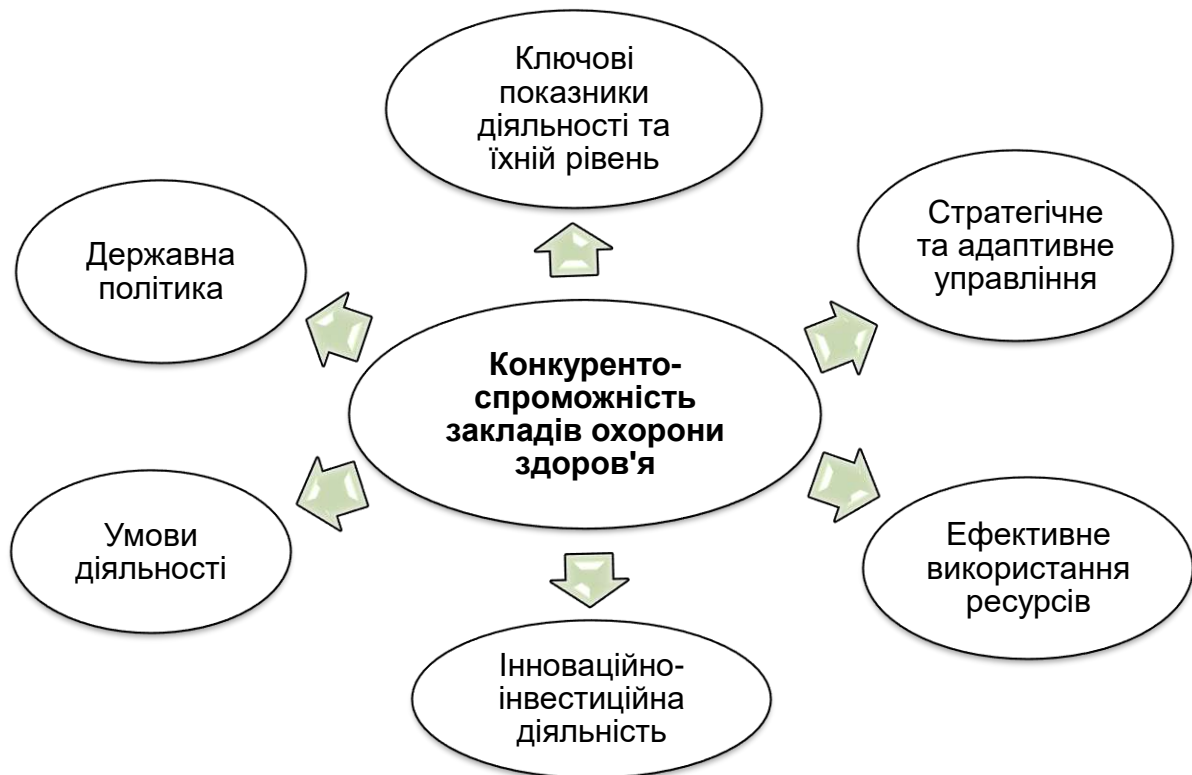 Ключові
показники
діяльності та
їхній рівень
Стратегічне
та адаптивне
управління
Державна
політика
Конкуренто-
спроможність
закладів охорони
здоров'я
Умови
діяльності
Ефективне
використання
ресурсів
Інноваційно-
інвестиційна
діяльність